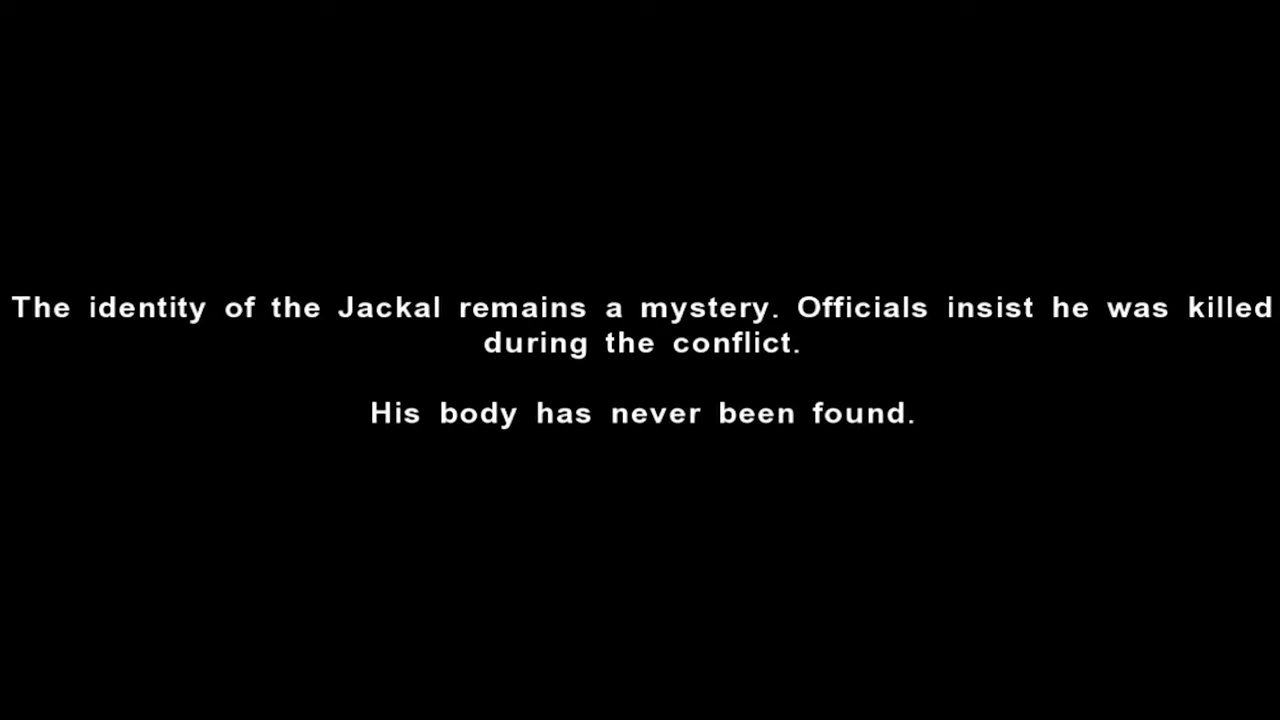 The identity of the Jackal remains a mystery. Officials insist he was killed
during the conflict.
His body has never been found.